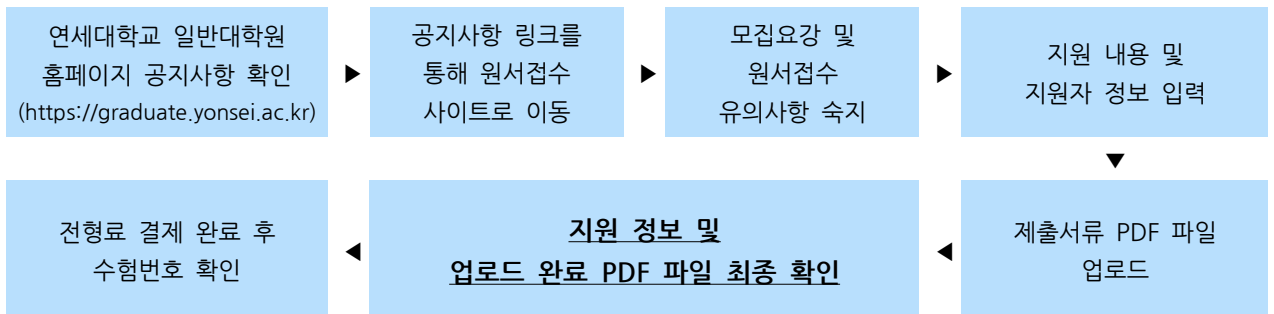 연세대학교 일반대학원
홈페이지 공지사항 확인
(https://graduate.yonsei.ac.kr)
▶
공지사항 링크를
통해 원서접수
사이트로 이동
▶
모집요강 및
원서접수
유의사항 숙지
▶
지원 내용 및
지원자 정보 입력
▼
제출서류 PDF 파일
업로드
◀
지원 정보 및
업로드 완료 PDF 파일 최종 확인
◀
전형료 결제 완료 후
수험번호 확인